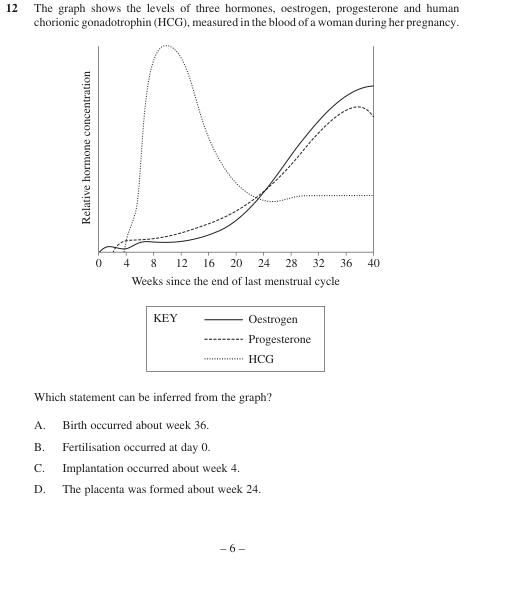 12 The graph shows the levels of three hormones, oestrogen, progesterone and human
chorionic gonadotrophin (HCG), measured in the blood of a woman during her pregnancy.
Relative hormone concentration
0 4 8 12 16 20 24 28 32 36 40
Weeks since the end of last menstrual cycle
KEY
Oestrogen
Progesterone
HCG
Which statement can be inferred from the graph?
A. Birth occurred about week 36.
B. Fertilisation occurred at day 0.
C. Implantation occurred about week 4.
D. The placenta was formed about week 24.
– 6 –